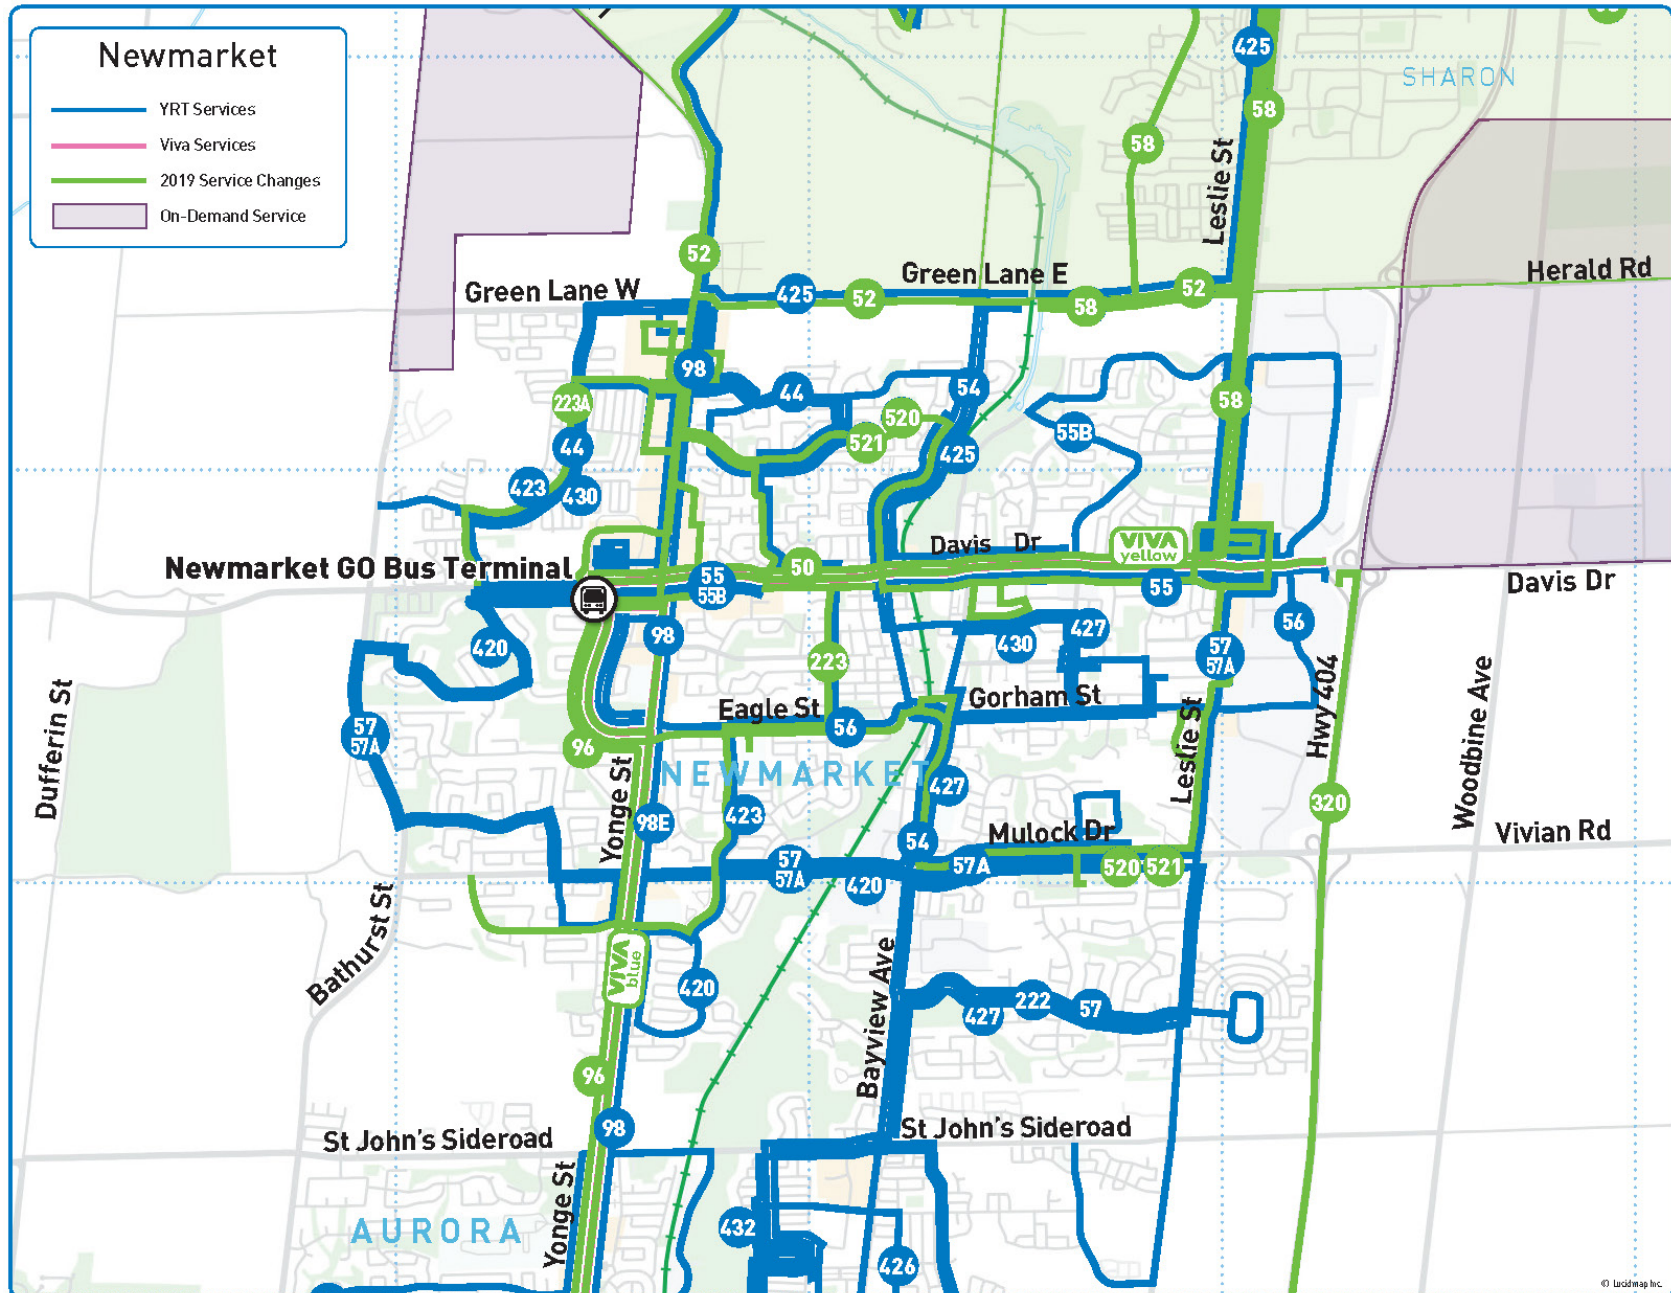 Newmarket
YRT Services
Viva Services
2019 Service Changes
On-Demand Service
425
SHARON
58
58
Leslie St
52
Green Lane W
425
52
Green Lane E
58
52
Herald Rd
98
44
54
58
223A
520
521
55B
44
425
423
430
Davis Dr
VIVA
yellow
Newmarket GO Bus Terminal
50
55
55B
55
Davis Dr
420
98
430
427
56
57
57A
223
Gorham St
Eagle St
56
57
57A
96
Dufferin St
NEWMARKET
Leslie St
Hwy 404
Woodbine Ave
427
320
Yonge St
98E
423
54
Mulock Dr
Vivian Rd
57
57A
420
57A
520
521
Bathurst St
VIVA
blue
420
Bayview Ave
427
222
57
96
98
St John's Sideroad
St John's Sideroad
Yonge St
AURORA
432
426
© Lucidmap Inc.